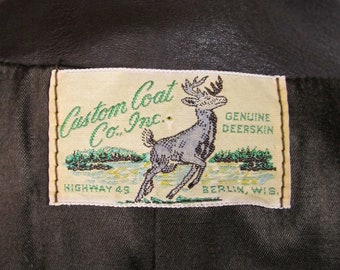 Custom Coat
Co., Inc.
GENUINE
DEERSKIN
HIGHWAY 49
BERLIN, WIS.